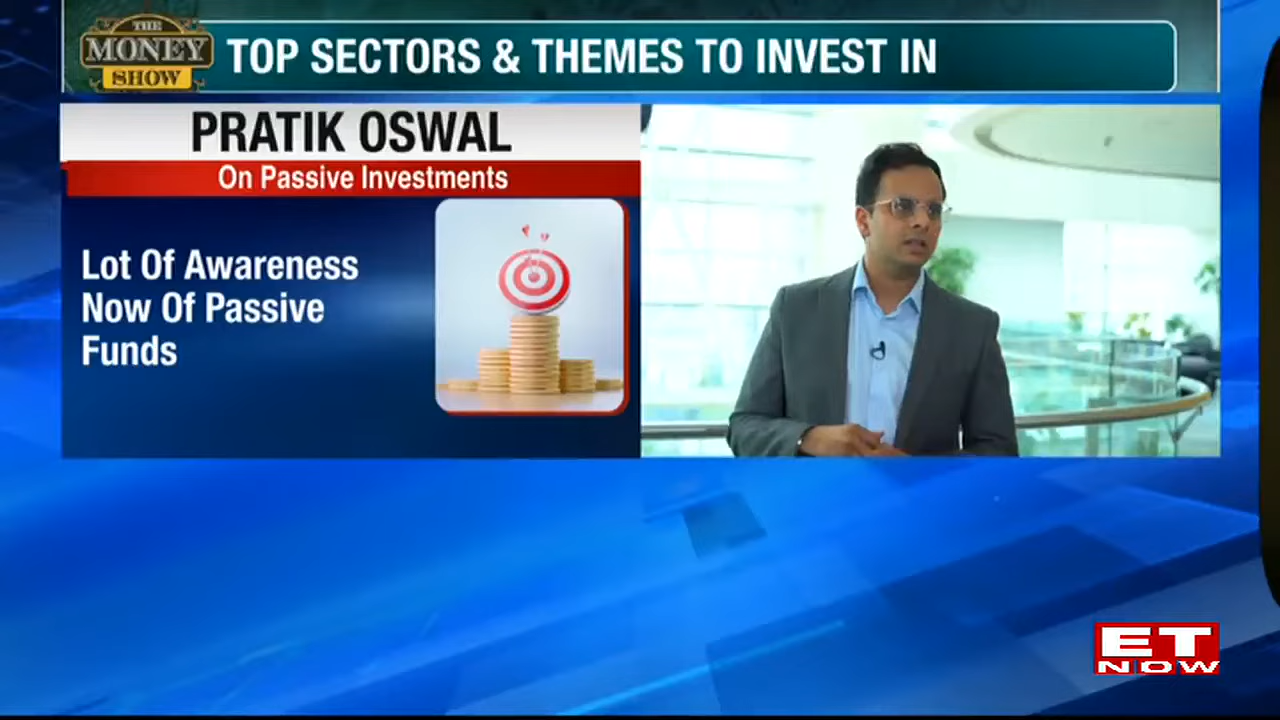 THE
MONEY
SHOW
TOP SECTORS & THEMES TO INVEST IN
PRATIK OSWAL
On Passive Investments
Lot Of Awareness
Now Of Passive
Funds
ET
NOW